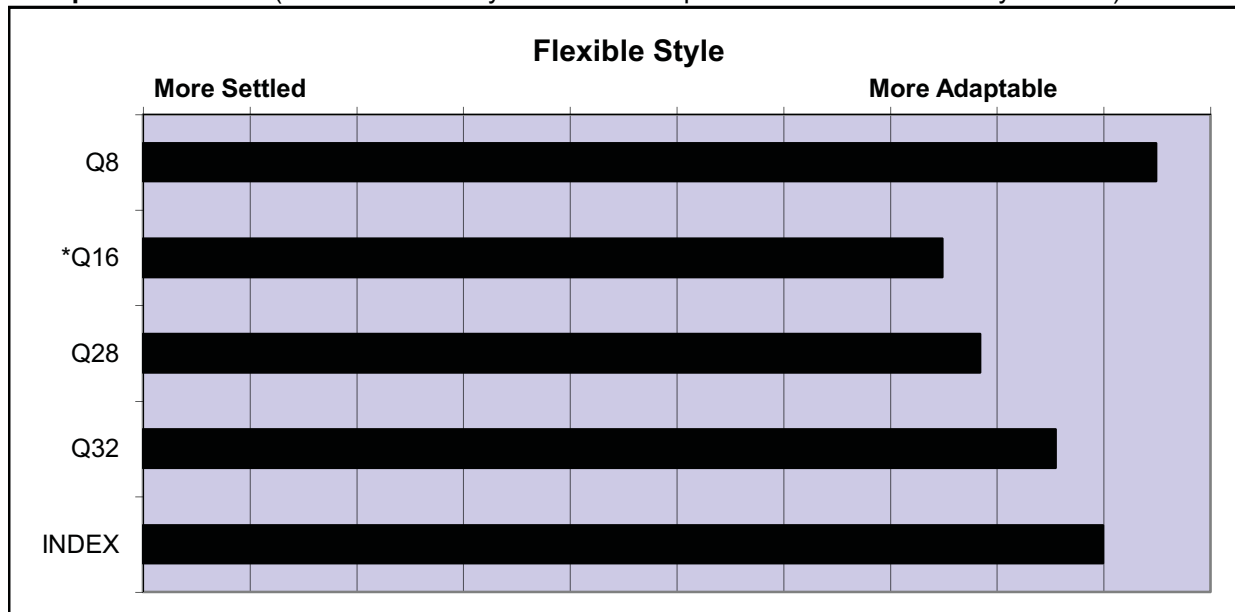 Flexible Style
More Settled More Adaptable
Q8
*Q16
Q28
Q32
INDEX